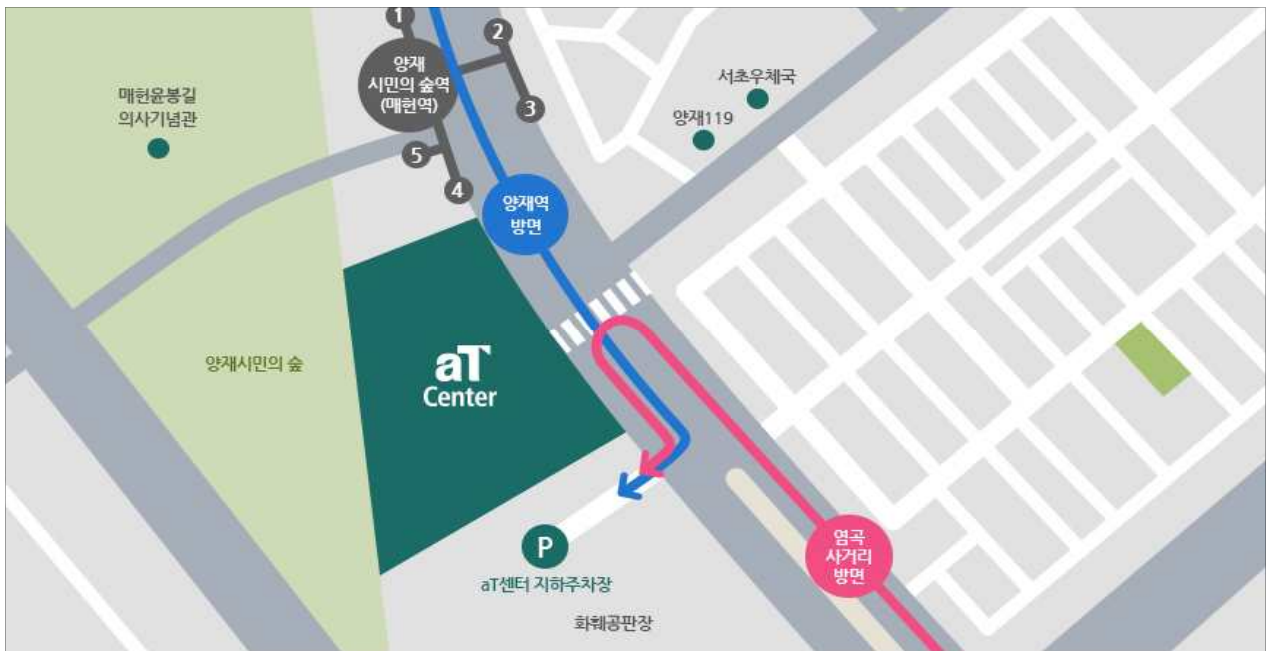 1
양재
시민의 숲역
(매헌역)
2
3
5
4
매헌윤봉길
의사기념관
서초우체국
양재119
양재역
방면
양재시민의 숲
aT
Center
P
aT센터 지하주차장
화훼공판장
염곡
사거리
방면